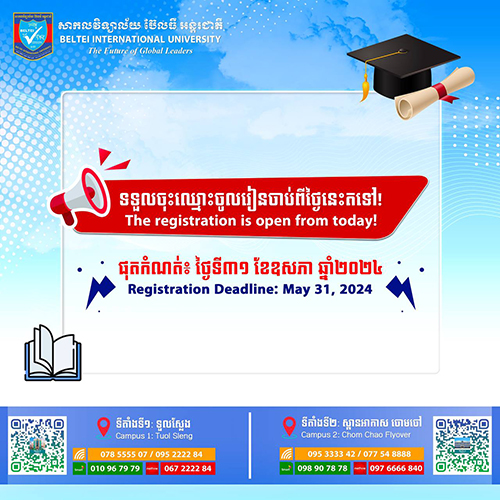 សាកលវិទ្យាល័យ ប៊ែលធី អន្តរជាតិ
BELTEI INTERNATIONAL UNIVERSITY
The Future of Global Leaders
ទទួលចុះឈ្មោះចូលរៀនចាប់ពីថ្ងៃនេះតទៅ!
The registration is open from today!
ផុតកំណត់៖ ថ្ងៃទី៣១ ខែឧសភា ឆ្នាំ២០២៤
Registration Deadline: May 31, 2024
ទីតាំងទី១: ទួលស្លែង
Campus 1: Tuol Sleng
078 5555 07 / 095 2222 84
010 96 79 79
067 2222 84
ទីតាំងទី២: ស្ពានអាកាស ចោមចៅ
Campus 2: Chom Chao Flyover
095 3333 42 / 077 54 8888
098 90 78 78
097 6666 840